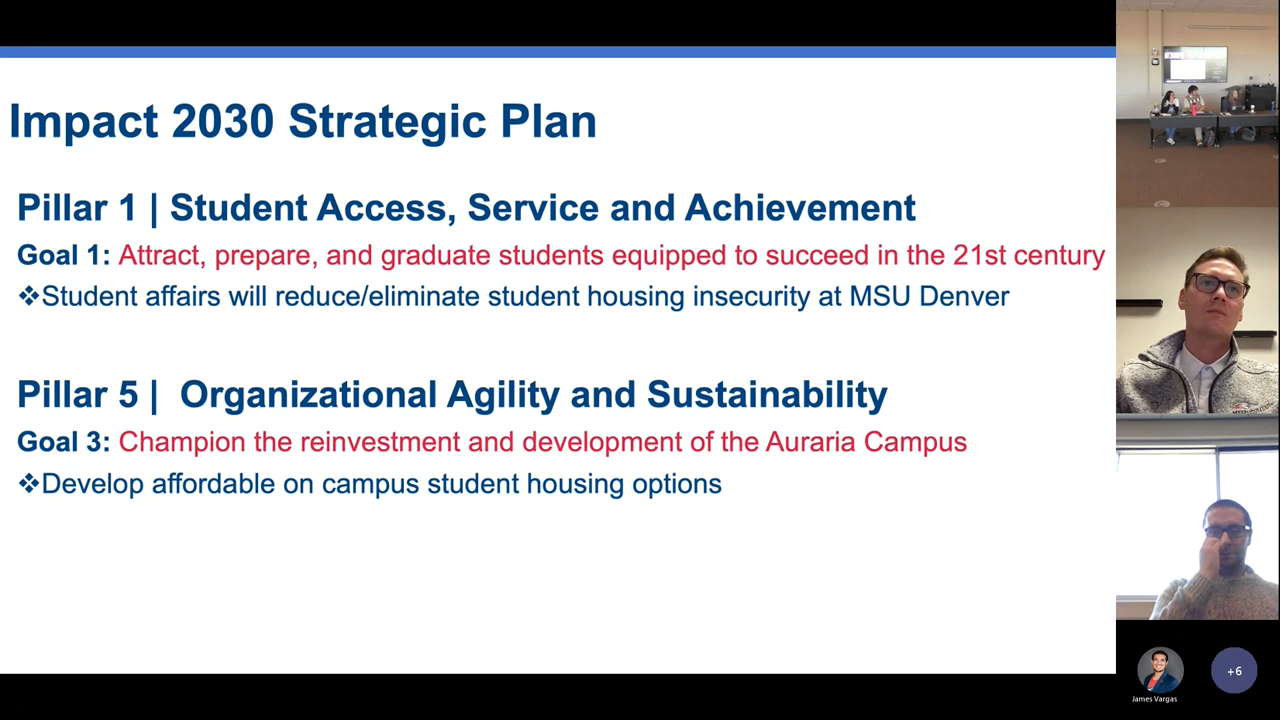 Impact 2030 Strategic Plan
Pillar 1 | Student Access, Service and Achievement
Goal 1: Attract, prepare, and graduate students equipped to succeed in the 21st century
❖Student affairs will reduce/eliminate student housing insecurity at MSU Denver
Pillar 5 | Organizational Agility and Sustainability
Goal 3: Champion the reinvestment and development of the Auraria Campus
❖Develop affordable on campus student housing options
James Vargas
+6